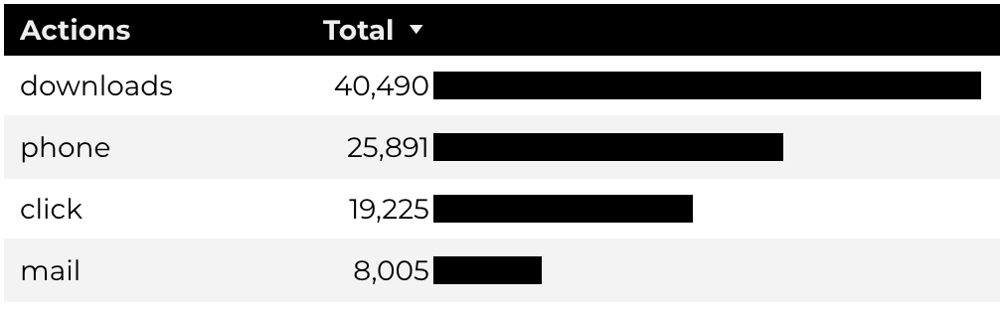 Actions Total ▼
downloads 40,490
phone 25,891
click 19,225
mail 8,005